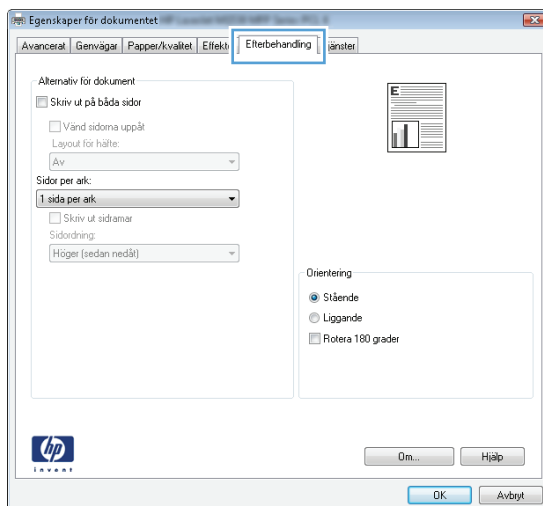 Egenskaper för dokumentet
Avancerat Genvägar Papper/kvalitet Effekt Efterbehandling änster
Alternativ för dokument
Skriv ut på båda sidor
Vänd sidorna uppåt
Layout för häfte:
Av
Sidor per ark:
1 sida per ark
Skriv ut sidramar
Sidordning:
Höger (sedan nedåt)
E
Orientering
Stående
Liggande
Rotera 180 grader
hp
invent
Om... Hjälp
OK Avbryt